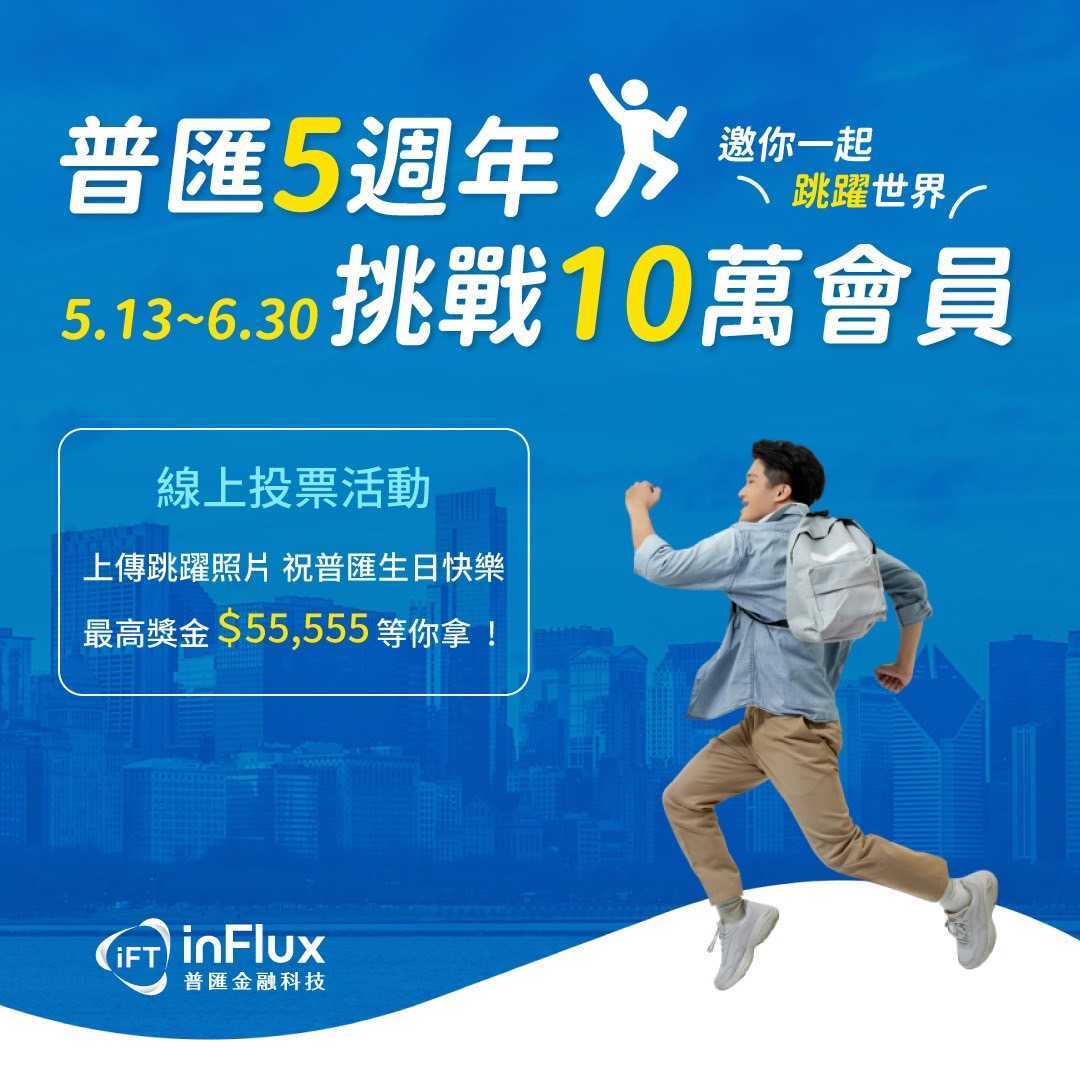 普匯5週年
邀你一起
跳躍世界
5.13~6.30 挑戰10萬會員
線上投票活動
上傳跳躍照片 祝普匯生日快樂
最高獎金 $55,555 等你拿！
iFT inFlux
普匯金融科技